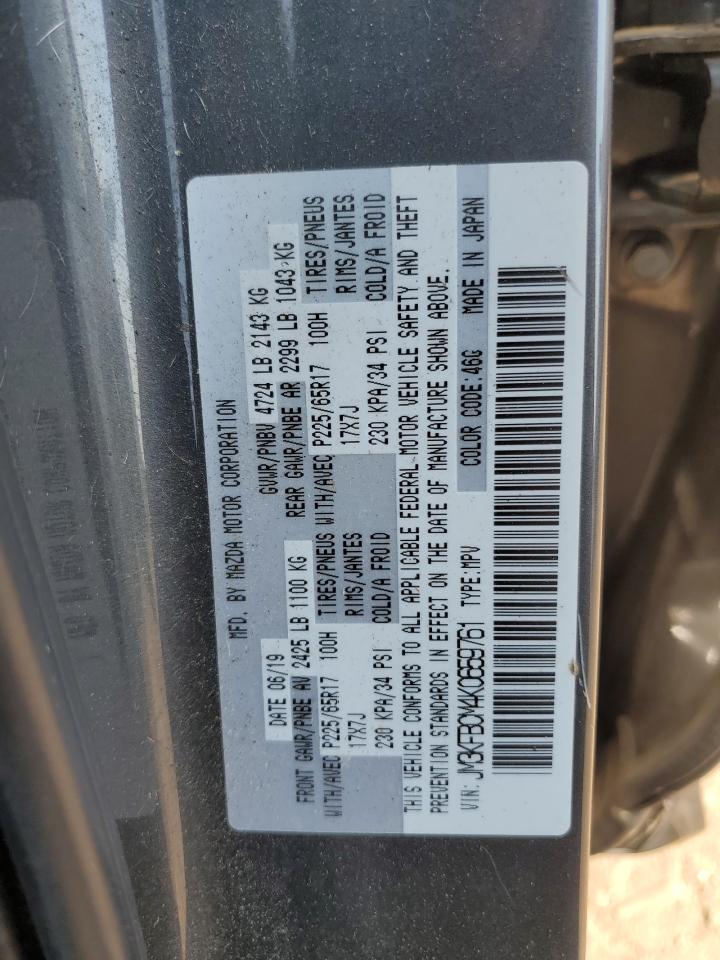 MFD. BY MAZDA MOTOR CORPORATION
DATE 06/19 GVWR/PNBV 4724 LB 2143 KG
FRONT GAWR/PNBE AV 2425 LB 1100 KG REAR GAWR/PNBE AR 2299 LB 1043 KG
WITH/AVEC P225/65R17 100H TIRES/PNEUS WITH/AVEC P225/65R17 100H TIRES/PNEUS
17X7J RIMS/JANTES 17X7J RIMS/JANTES
230 KPA/34 PSI COLD/A FROID 230 KPA/34 PSI COLD/A FROID
THIS VEHICLE CONFORMS TO ALL APPLICABLE FEDERAL MOTOR VEHICLE SAFETY AND THEFT
PREVENTION STANDARDS IN EFFECT ON THE DATE OF MANUFACTURE SHOWN ABOVE.
VIN: JM3KFBCM4K0659761 TYPE:MPV COLOR CODE:46G MADE IN JAPAN